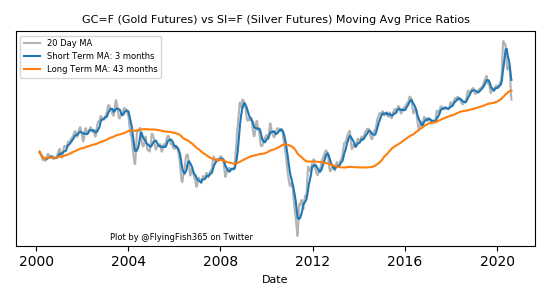 GC=F (Gold Futures) vs SI=F (Silver Futures) Moving Avg Price Ratios
20 Day MA
Short Term MA: 3 months
Long Term MA: 43 months
Plot by @FlyingFish365 on Twitter
2000 2004 2008 2012 2016 2020
Date